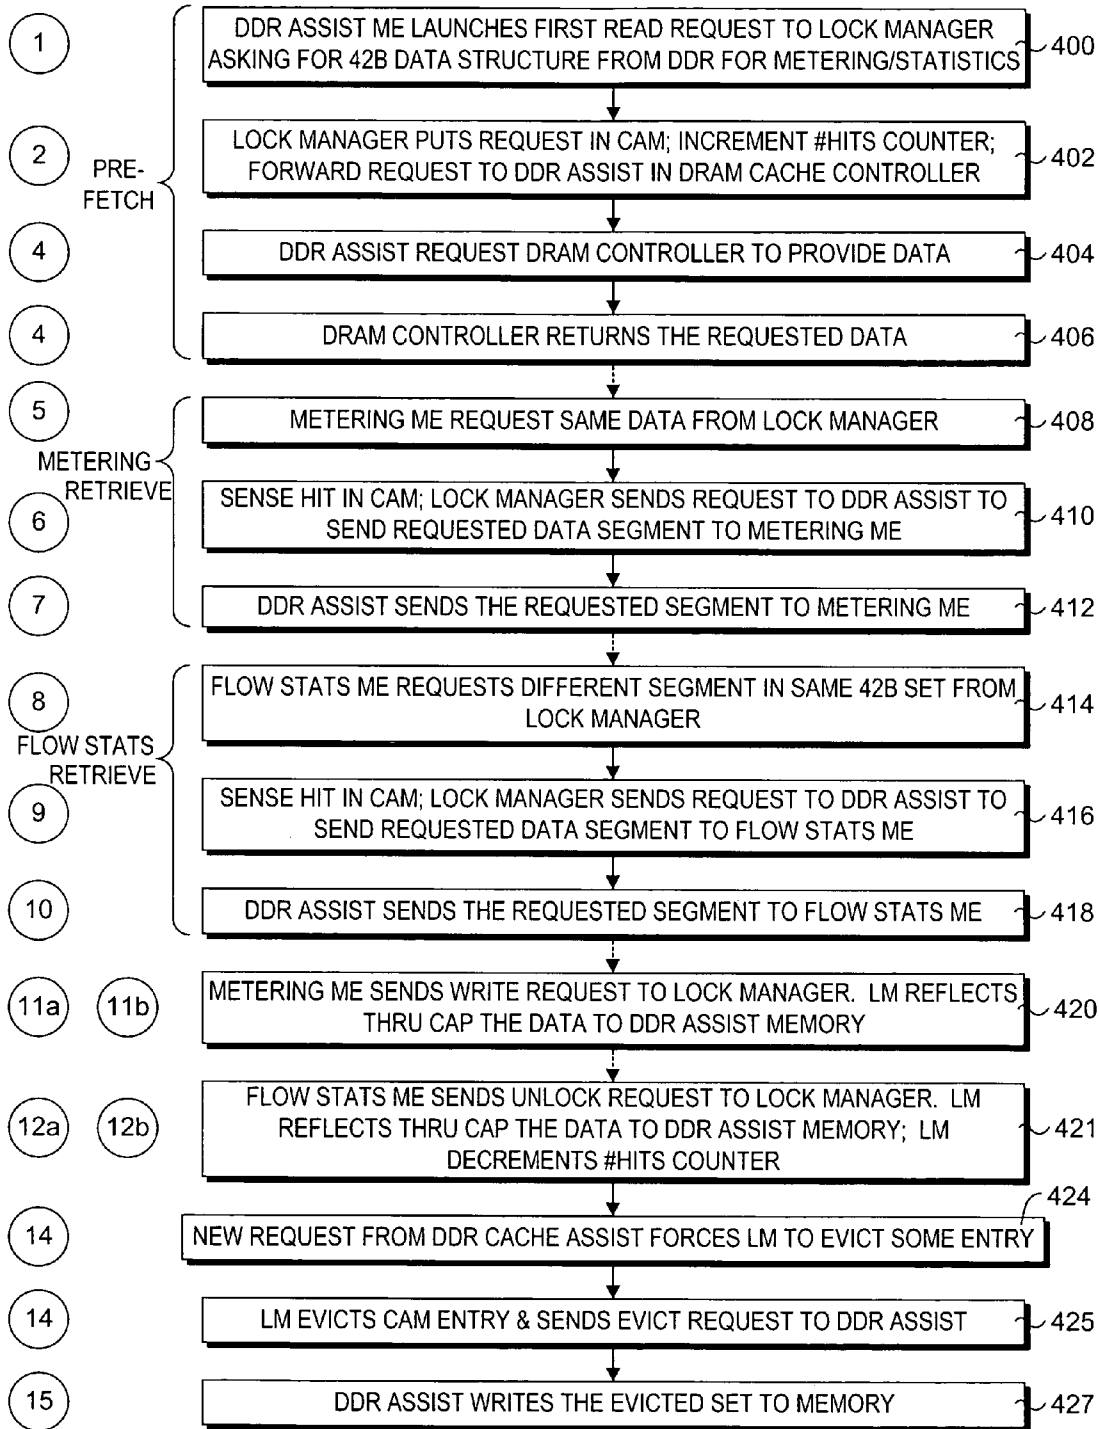 1
DDR ASSIST ME LAUNCHES FIRST READ REQUEST TO LOCK MANAGER
ASKING FOR 42B DATA STRUCTURE FROM DDR FOR METERING/STATISTICS
400
2
PRE-
FETCH
LOCK MANAGER PUTS REQUEST IN CAM; INCREMENT #HITS COUNTER;
FORWARD REQUEST TO DDR ASSIST IN DRAM CACHE CONTROLLER
402
4
DDR ASSIST REQUEST DRAM CONTROLLER TO PROVIDE DATA
404
4
DRAM CONTROLLER RETURNS THE REQUESTED DATA
406
5
METERING ME REQUEST SAME DATA FROM LOCK MANAGER
408
METERING
RETRIEVE
6
SENSE HIT IN CAM; LOCK MANAGER SENDS REQUEST TO DDR ASSIST TO
SEND REQUESTED DATA SEGMENT TO METERING ME
410
7
DDR ASSIST SENDS THE REQUESTED SEGMENT TO METERING ME
412
8
FLOW STATS ME REQUESTS DIFFERENT SEGMENT IN SAME 42B SET FROM
LOCK MANAGER
414
FLOW STATS
RETRIEVE
9
SENSE HIT IN CAM; LOCK MANAGER SENDS REQUEST TO DDR ASSIST TO
SEND REQUESTED DATA SEGMENT TO FLOW STATS ME
416
10
DDR ASSIST SENDS THE REQUESTED SEGMENT TO FLOW STATS ME
418
11a 11b
METERING ME SENDS WRITE REQUEST TO LOCK MANAGER. LM REFLECTS
THRU CAP THE DATA TO DDR ASSIST MEMORY
420
12a 12b
FLOW STATS ME SENDS UNLOCK REQUEST TO LOCK MANAGER. LM
REFLECTS THRU CAP THE DATA TO DDR ASSIST MEMORY; LM
DECREMENTS #HITS COUNTER
421
424
14
NEW REQUEST FROM DDR CACHE ASSIST FORCES LM TO EVICT SOME ENTRY
14
LM EVICTS CAM ENTRY & SENDS EVICT REQUEST TO DDR ASSIST
425
15
DDR ASSIST WRITES THE EVICTED SET TO MEMORY
427